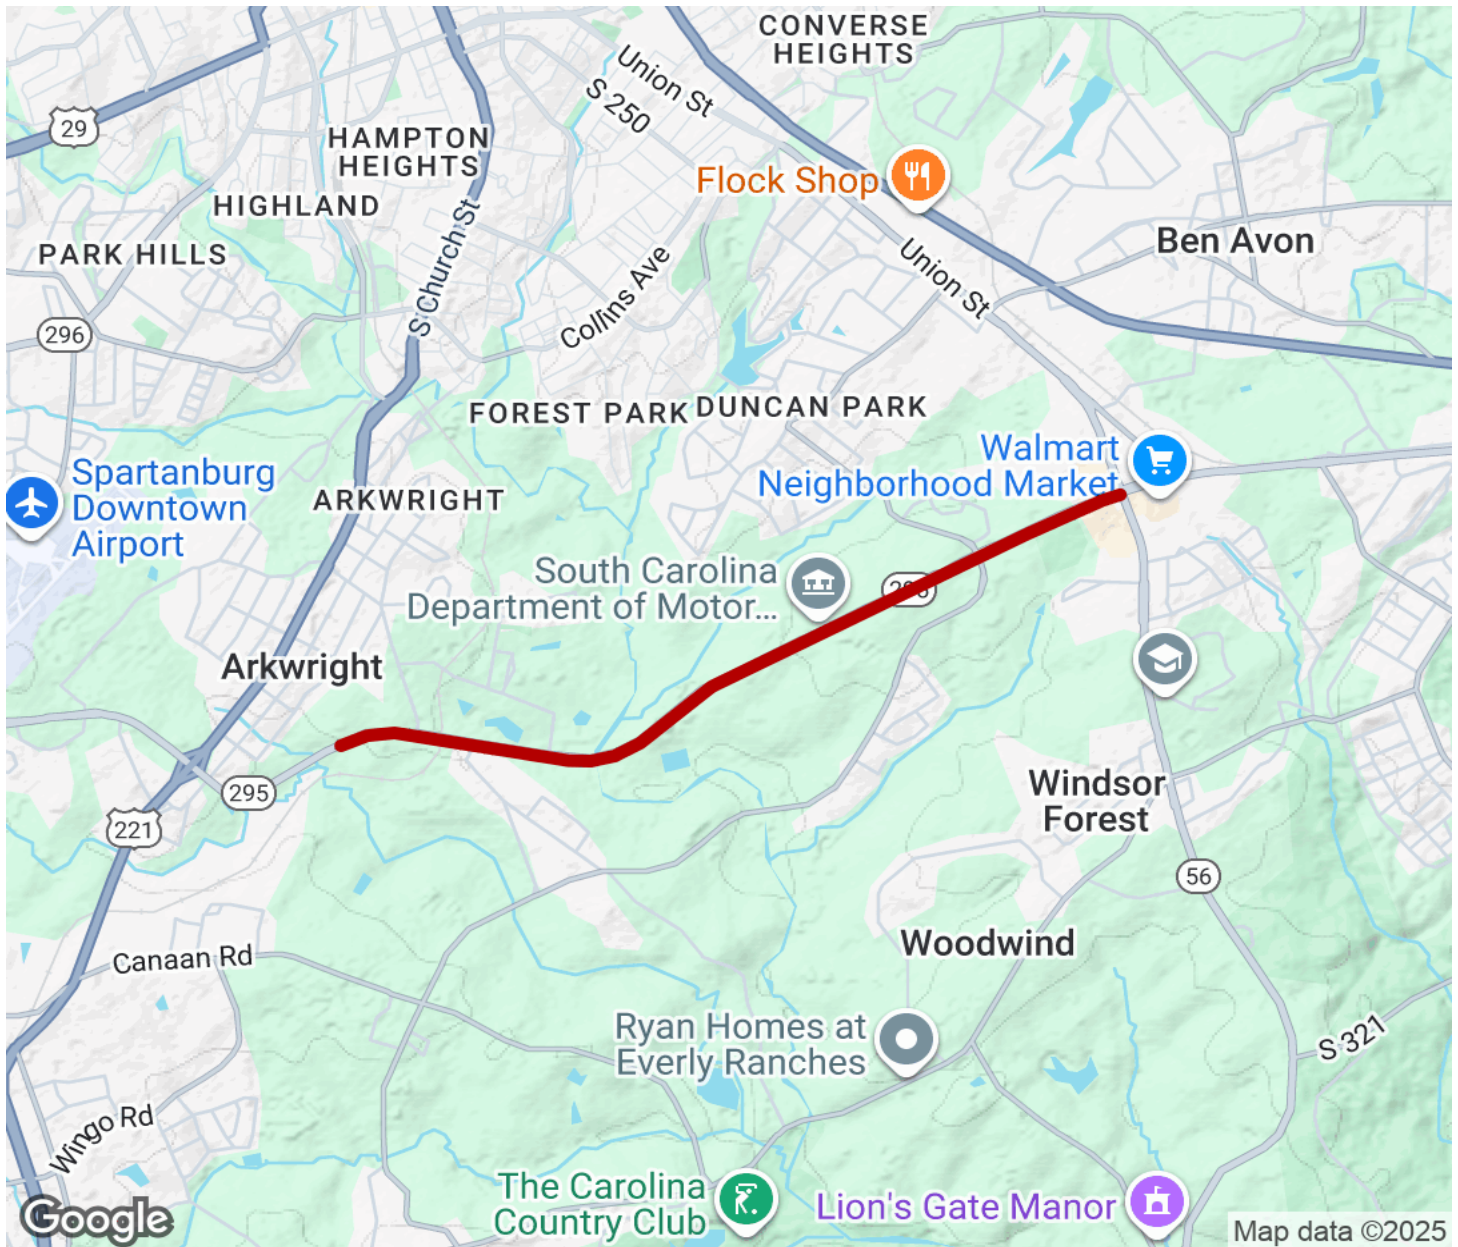 CONVERSE
HEIGHTS
Union St
S 250
29
HAMPTON
HEIGHTS
Flock Shop
HIGHLAND
S Church St
PARK HILLS
Ben Avon
Union St
Collins Ave
296
FOREST PARK
DUNCAN PARK
Walmart
Neighborhood Market
Spartanburg
Downtown
Airport
ARKWRIGHT
South Carolina
Department of Motor...
Arkwright
295
221
Windsor
Forest
56
Canaan Rd
Woodwind
Ryan Homes at
Everly Ranches
S 321
Wingo Rd
The Carolina
Country Club
Lion's Gate Manor
Google
Map data ©2025